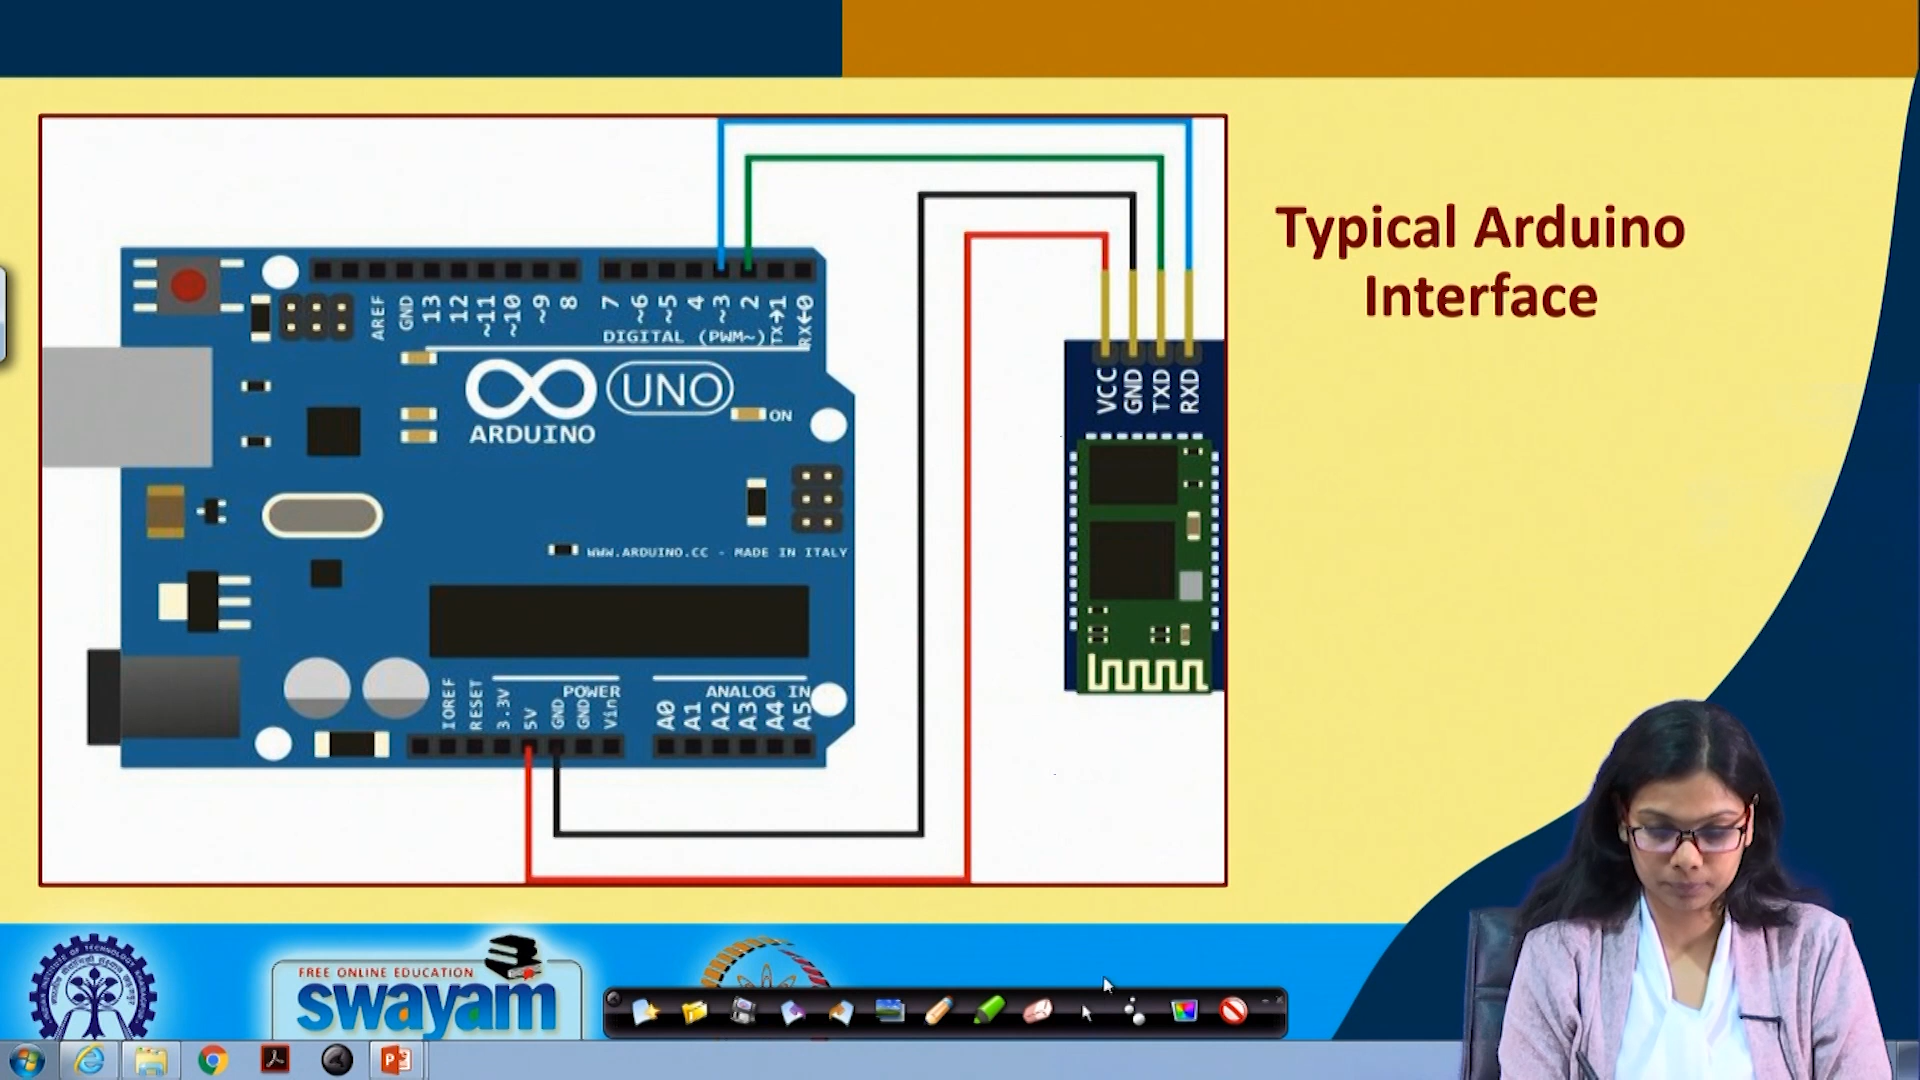 Typical Arduino
Interface
AREF
GND
13
12
~11
~10
~9
8
7
~6
~5
4
~3
2
TX→1
RX←0
DIGITAL (PWM~)
UNO
ARDUINO
ON
VCC
GND
TXD
RXD
WWW.ARDUINO.CC - MADE IN ITALY
IOREF
RESET
3.3V
5V
GND
GND
Vin
POWER
ANALOG IN
A0
A1
A2
A3
A4
A5
FREE ONLINE EDUCATION
swayam